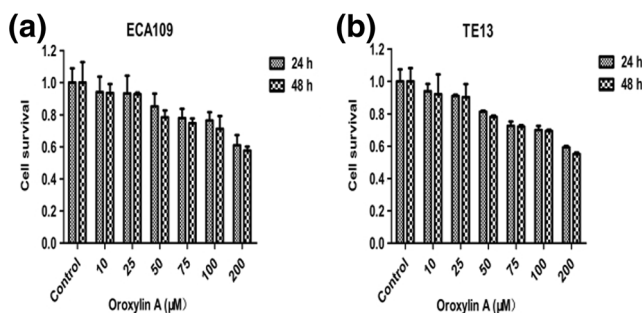 (a)
ECA109
Cell survival
1.2
1.0
0.8
0.6
0.4
0.2
0.0
24 h
48 h
Control
10
25
50
75
100
200
Oroxylin A (μM)
(b)
TE13
Cell survival
1.2
1.0
0.8
0.6
0.4
0.2
0.0
24 h
48 h
Control
10
25
50
75
100
200
Oroxylin A (μM)